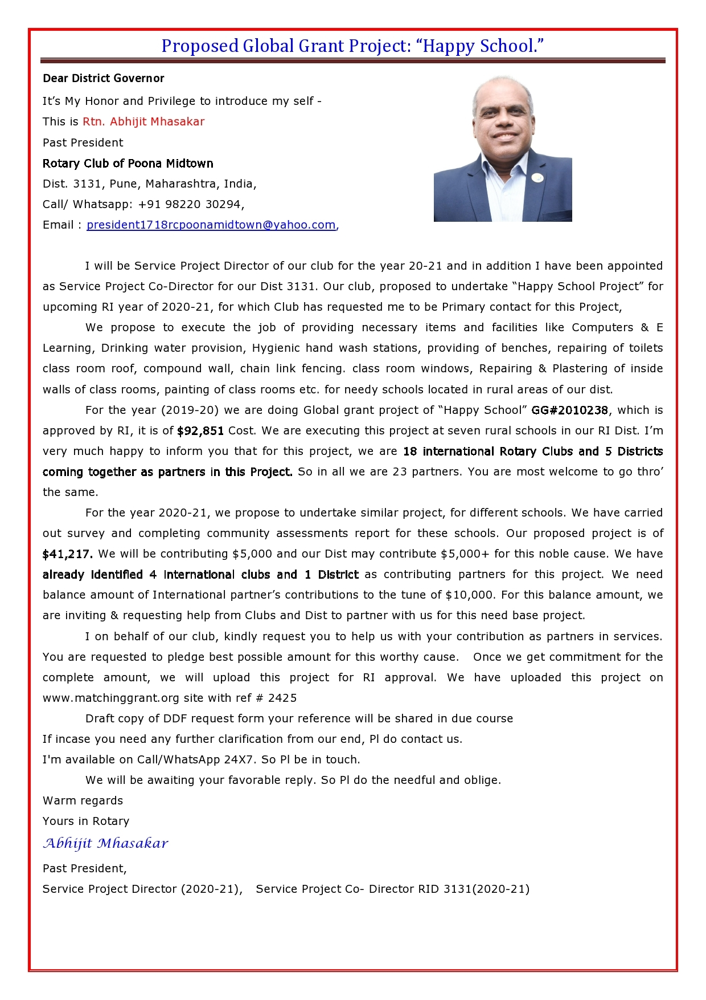 Proposed Global Grant Project: “Happy School.”
Dear District Governor
It’s My Honor and Privilege to introduce my self -
This is Rtn. Abhijit Mhasakar
Past President
Rotary Club of Poona Midtown
Dist. 3131, Pune, Maharashtra, India,
Call/ Whatsapp: +91 98220 30294,
Email : president1718rcpoonamidtown@yahoo.com,
I will be Service Project Director of our club for the year 20-21 and in addition I have been appointed
as Service Project Co-Director for our Dist 3131. Our club, proposed to undertake “Happy School Project” for
upcoming RI year of 2020-21, for which Club has requested me to be Primary contact for this Project,
We propose to execute the job of providing necessary items and facilities like Computers & E
Learning, Drinking water provision, Hygienic hand wash stations, providing of benches, repairing of toilets
class room roof, compound wall, chain link fencing. class room windows, Repairing & Plastering of inside
walls of class rooms, painting of class rooms etc. for needy schools located in rural areas of our dist.
For the year (2019-20) we are doing Global grant project of “Happy School” GG#2010238, which is
approved by RI, it is of $92,851 Cost. We are executing this project at seven rural schools in our RI Dist. I’m
very much happy to inform you that for this project, we are 18 international Rotary Clubs and 5 Districts
coming together as partners in this Project. So in all we are 23 partners. You are most welcome to go thro’
the same.
For the year 2020-21, we propose to undertake similar project, for different schools. We have carried
out survey and completing community assessments report for these schools. Our proposed project is of
$41,217. We will be contributing $5,000 and our Dist may contribute $5,000+ for this noble cause. We have
already identified 4 International clubs and 1 District as contributing partners for this project. We need
balance amount of International partner’s contributions to the tune of $10,000. For this balance amount, we
are inviting & requesting help from Clubs and Dist to partner with us for this need base project.
I on behalf of our club, kindly request you to help us with your contribution as partners in services.
You are requested to pledge best possible amount for this worthy cause. Once we get commitment for the
complete amount, we will upload this project for RI approval. We have uploaded this project on
www.matchinggrant.org site with ref # 2425
Draft copy of DDF request form your reference will be shared in due course
If incase you need any further clarification from our end, Pl do contact us.
I'm available on Call/WhatsApp 24X7. So Pl be in touch.
We will be awaiting your favorable reply. So Pl do the needful and oblige.
Warm regards
Yours in Rotary
Abhijit Mhasakar
Past President,
Service Project Director (2020-21), Service Project Co- Director RID 3131(2020-21)